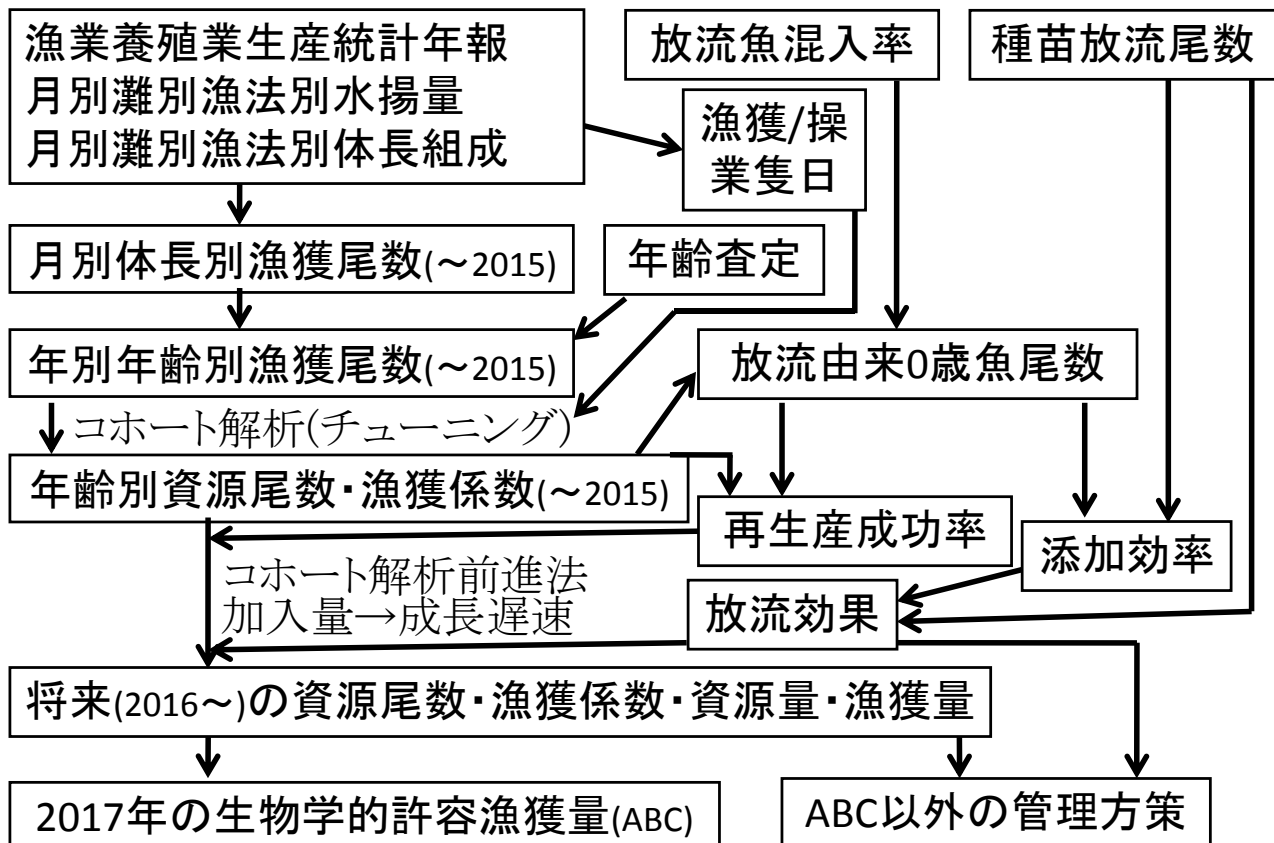 漁業養殖業生産統計年報
月別灘別漁法別水揚量
月別灘別漁法別体長組成
放流魚混入率
種苗放流尾数
漁獲/操
業隻日
月別体長別漁獲尾数(～2015)
年齢査定
年別年齢別漁獲尾数(～2015)
放流由来0歳魚尾数
コホート解析(チューニング)
年齢別資源尾数・漁獲係数(～2015)
再生産成功率
添加効率
コホート解析前進法
加入量→成長遅速
放流効果
将来(2016～)の資源尾数・漁獲係数・資源量・漁獲量
2017年の生物学的許容漁獲量(ABC)
ABC以外の管理方策